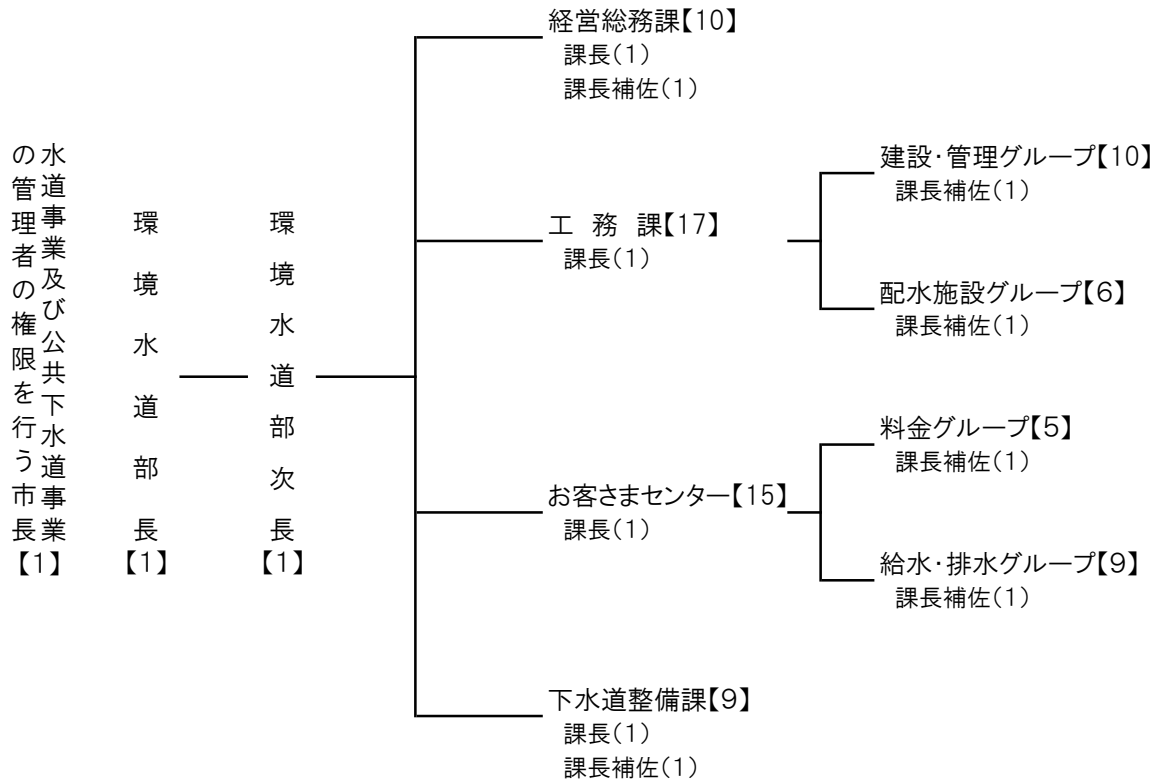 水道事業及び公共下水道事業
の管理者の権限を行う市長
【1】
環境水道部長
【1】
環境水道部次長
【1】
経営総務課【10】
課長(1)
課長補佐(1)
工 務 課【17】
課長(1)
建設・管理グループ【10】
課長補佐(1)
配水施設グループ【6】
課長補佐(1)
お客さまセンター【15】
課長(1)
料金グループ【5】
課長補佐(1)
給水・排水グループ【9】
課長補佐(1)
下水道整備課【9】
課長(1)
課長補佐(1)